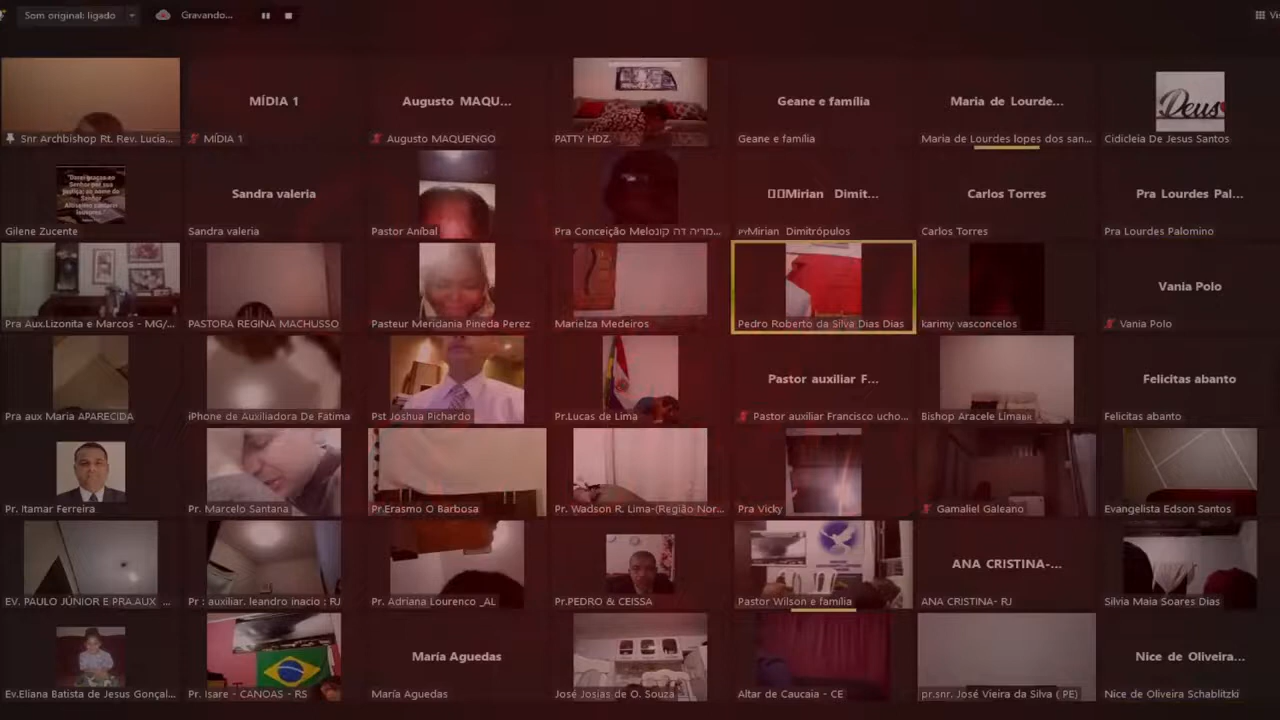 Som original: ligado
Gravando...
Snr Archbishop Rt. Rev. Lucia...
MÍDIA 1
MÍDIA 1
Augusto MAQU...
Augusto MAQUENGO
PATTY HDZ.
Geane e família
Geane e família
Maria de Lourde...
Maria de Lourdes lopes dos san...
Deus
Cidicleia De Jesus Santos
Gilene Zucente
Sandra valeria
Sandra valeria
Pastor Aníbal
Pra Conceição Melo
Mirian Dimit...
Mirian Dimitrópulos
Carlos Torres
Carlos Torres
Pra Lourdes Pal...
Pra Lourdes Palomino
Pra Aux.Lizonita e Marcos - MG/...
PASTORA REGINA MACHUSSO
Pasteur Meridania Pineda Perez
Marielza Medeiros
Pedro Roberto da Silva Dias Dias
karimy vasconcelos
Vania Polo
Vania Polo
Pra aux Maria APARECIDA
iPhone de Auxiliadora De Fatima
Pst Joshua Pichardo
Pr.Lucas de Lima
Pastor auxiliar F...
Pastor auxiliar Francisco ucho...
Bishop Aracele Lima
Felicitas abanto
Felicitas abanto
Pr. Itamar Ferreira
Pr. Marcelo Santana
Pr.Erasmo O Barbosa
Pr. Wadson R. Lima-(Região Nor...
Pra Vicky
Gamaliel Galeano
Evangelista Edson Santos
EV. PAULO JÚNIOR E PRA.AUX ...
Pr : auxiliar. leandro inacio : RJ
Pr. Adriana Lourenco _AL
Pr.PEDRO & CEISSA
Pastor Wilson e família
ANA CRISTINA-...
ANA CRISTINA- RJ
Silvia Maia Soares Dias
Ev.Eliana Batista de Jesus Gonçal...
Pr. Isare - CANOAS - RS
María Aguedas
María Aguedas
José Josias de O. Souza
Altar de Caucaia - CE
pr.snr. José Vieira da Silva ( PE)
Nice de Oliveira...
Nice de Oliveira Schablitzki